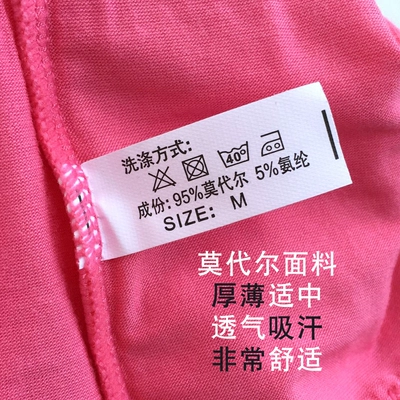 洗涤方式:
40°
成份: 95%莫代尔 5%氨纶
SIZE: M
莫代尔面料
厚薄适中
透气吸汗
非常舒适